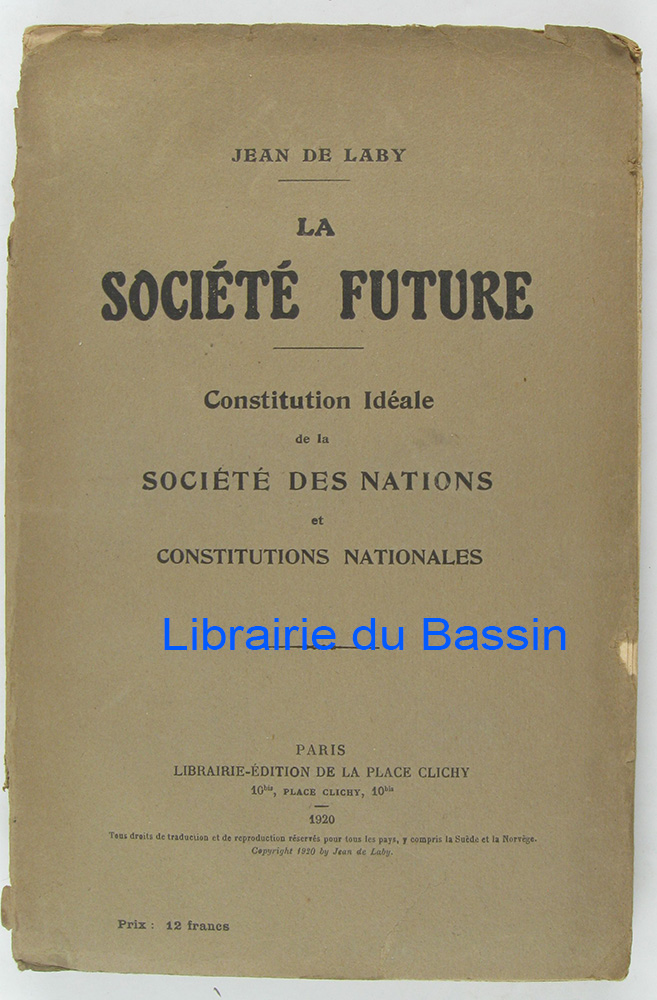 JEAN DE LABY
LA
SOCIÉTÉ FUTURE
Constitution Idéale
de la
SOCIÉTÉ DES NATIONS
et
CONSTITUTIONS NATIONALES
Librairie du Bassin
PARIS
LIBRAIRIE-ÉDITION DE LA PLACE CLICHY
10bis, PLACE CLICHY, 10bis
1920
Tous droits de traduction et de reproduction réservés pour tous les pays, y compris la Suède et la Norvège.
Copyright 1920 by Jean de Laby.
Prix : 12 francs